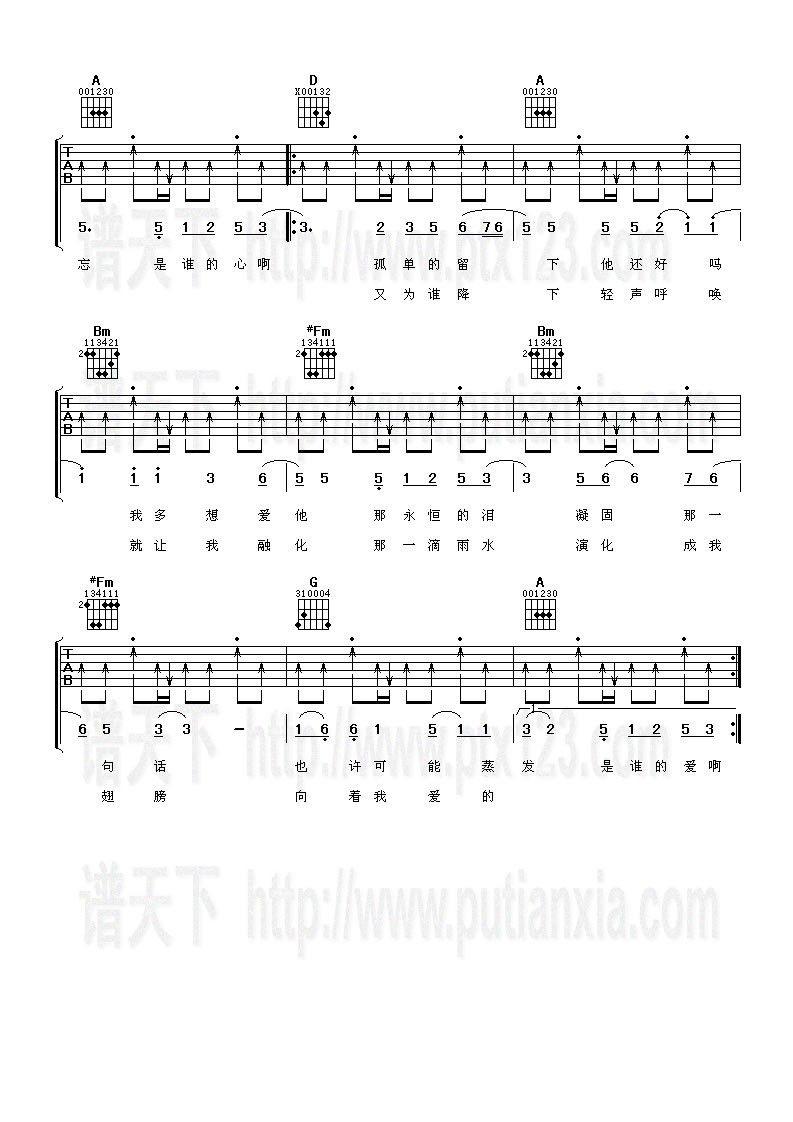 A D A
001230 X00132 001230
T
A
B
5. 5 1 2 5 3 3. 2 3 5 6 7 6 5 5 5 5 2 1 1
忘 是谁的心啊 孤单的留 下 他还好 吗
又为谁降 下 轻声呼 唤
Bm #Fm Bm
113421 134111 113421
2 2 2
T
A
B
1 1 1 3 6 5 5 5 1 2 5 3 3 5 6 6 7 6
我多 想 爱他 那永恒的泪 凝固 那一
就让 我 融化 那一滴雨水 演化 成我
#Fm G A
134111 310004 001230
2
T
A
B
1
6 5 3 3 – 1 6 6 1 5 1 1 3 2 5 1 2 5 3
句 话 也 许可 能蒸 发 是谁的爱啊
翅 膀 向 着我 爱的
谱天下 http://www.ptx123.com
谱天下 http://www.putianxia.com
谱天下 http://www.ptx123.com
谱天下 http://www.putianxia.com